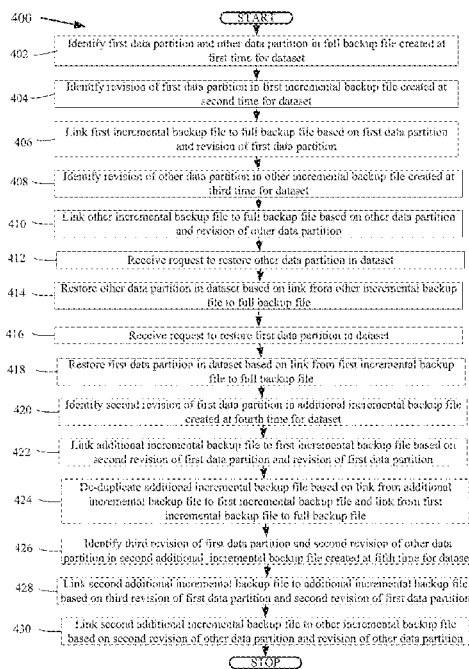 400
START
402
Identify first data partition and other data partition in full backup file created at
first time for dataset
404
Identify revision of first data partition in first incremental backup file created at
second time for dataset
406
Link first incremental backup file to full backup file based on first data partition
and revision of first data partition
408
Identify revision of other data partition in other incremental backup file created at
third time for dataset
410
Link other incremental backup file to full backup file based on other data partition
and revision of other data partition
412
Receive request to restore other data partition in dataset
414
Restore other data partition in dataset based on link from other incremental backup
file to full backup file
416
Receive request to restore first data partition in dataset
418
Restore first data partition in dataset based on link from first incremental backup
file to full backup file
420
Identify second revision of first data partition in additional incremental backup file
created at fourth time for dataset
422
Link additional incremental backup file to first incremental backup file based on
second revision of first data partition and revision of first data partition
424
De-duplicate additional incremental backup file based on link from additional
incremental backup file to first incremental backup file and link from first
incremental backup file to full backup file
426
Identify third revision of first data partition and second revision of other data
partition in second additional incremental backup file created at fifth time for dataset
428
Link second additional incremental backup file to additional incremental backup file
based on third revision of first data partition and second revision of first data partition
430
Link second additional incremental backup file to other incremental backup file
based on second revision of other data partition and revision of other data partition
STOP